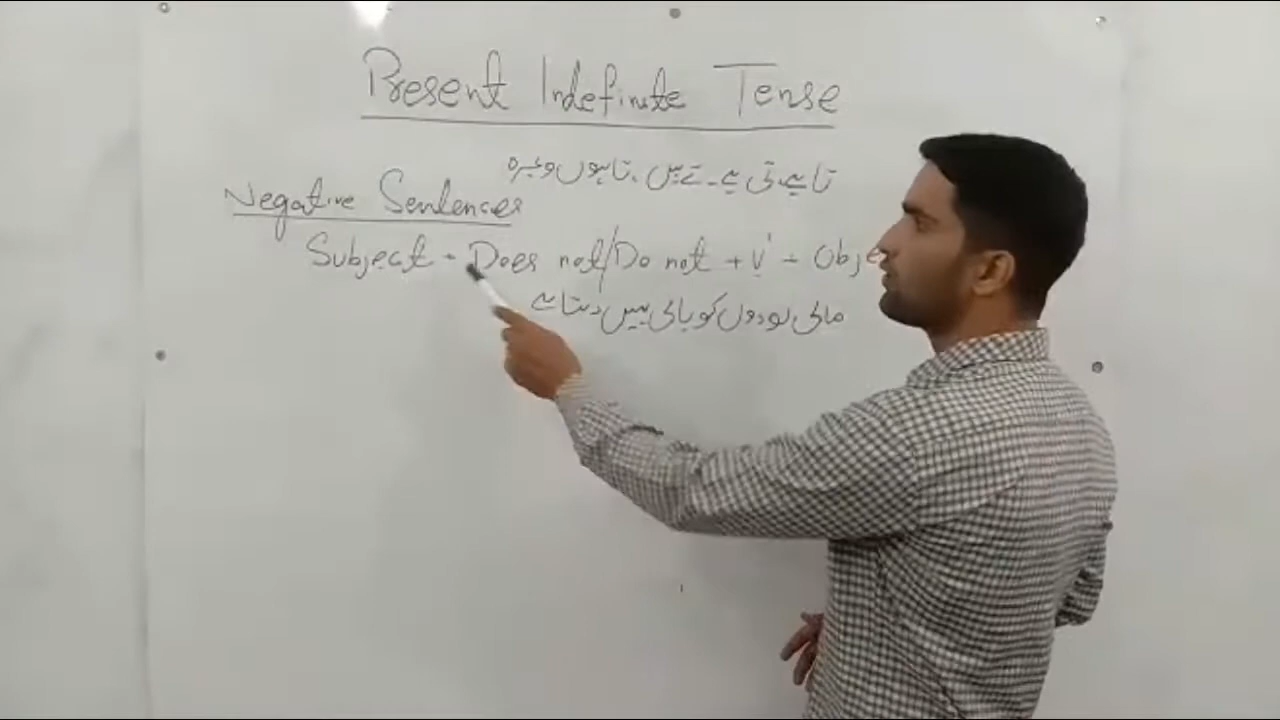 Present Indefinite Tense
تا ہے، تی ہے۔ تے ہیں، تا ہوں وغیرہ
Negative Sentences
Subject + Does not/Do not + V¹ + Obje
مالی پودوں کو پانی نہیں دیتا ہے